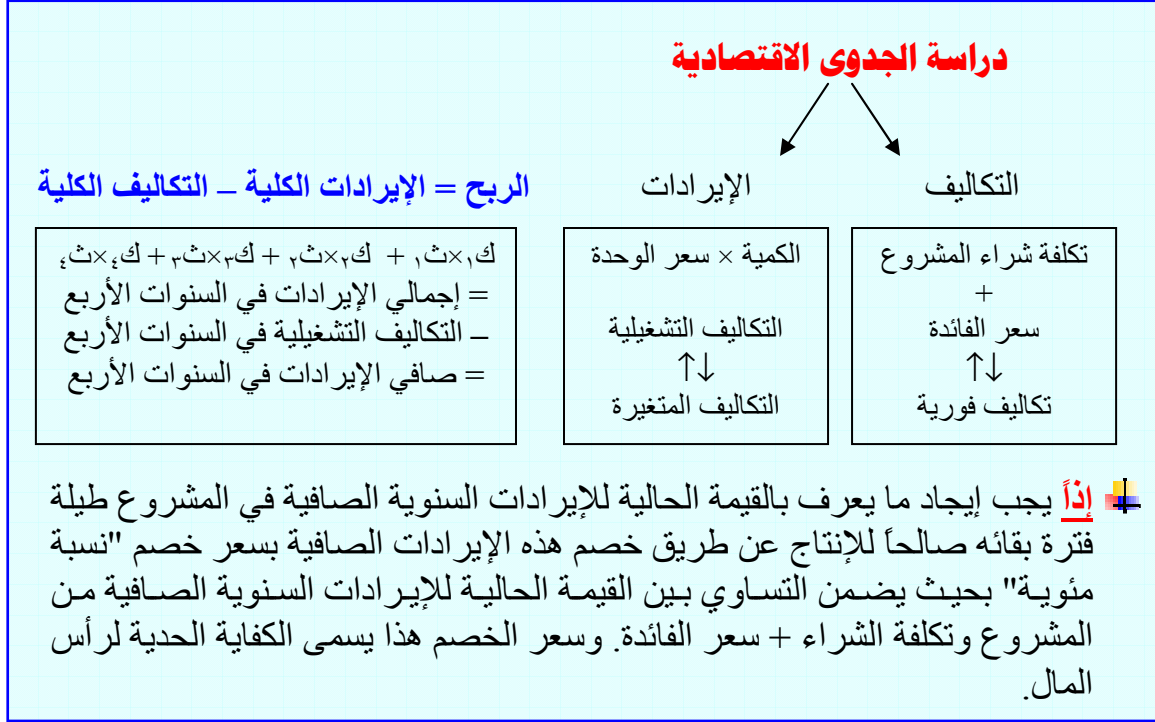 دراسة الجدوى الاقتصادية
التكاليف
الإيرادات
الربح = الإيرادات الكلية – التكاليف الكلية
تكلفة شراء المشروع
+
سعر الفائدة
↑↓
تكاليف فورية
الكمية × سعر الوحدة
التكاليف التشغيلية
↑↓
التكاليف المتغيرة
ك١×ث١ + ك٢×ث٢ + ك٣×ث٣ + ك٤×ث٤
= إجمالي الإيرادات في السنوات الأربع
– التكاليف التشغيلية في السنوات الأربع
= صافي الإيرادات في السنوات الأربع
إذاً يجب إيجاد ما يعرف بالقيمة الحالية للإيرادات السنوية الصافية في المشروع طيلة
فترة بقائه صالحاً للإنتاج عن طريق خصم هذه الإيرادات الصافية بسعر خصم "نسبة
مئوية" بحيث يضمن التساوي بين القيمة الحالية للإيرادات السنوية الصافية من
المشروع وتكلفة الشراء + سعر الفائدة. وسعر الخصم هذا يسمى الكفاية الحدية لرأس
المال.